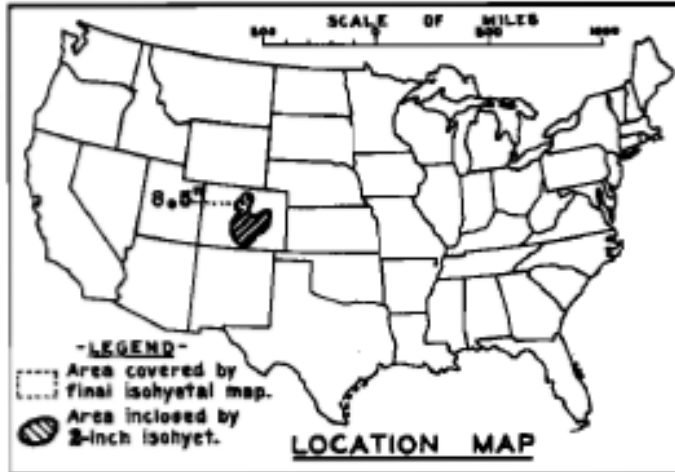 SCALE OF MILES
500 0 500 1000
8.5"
-LEGEND-
Area covered by
final isohyetal map.
Area inclosed by
2-inch isohyet.
LOCATION MAP